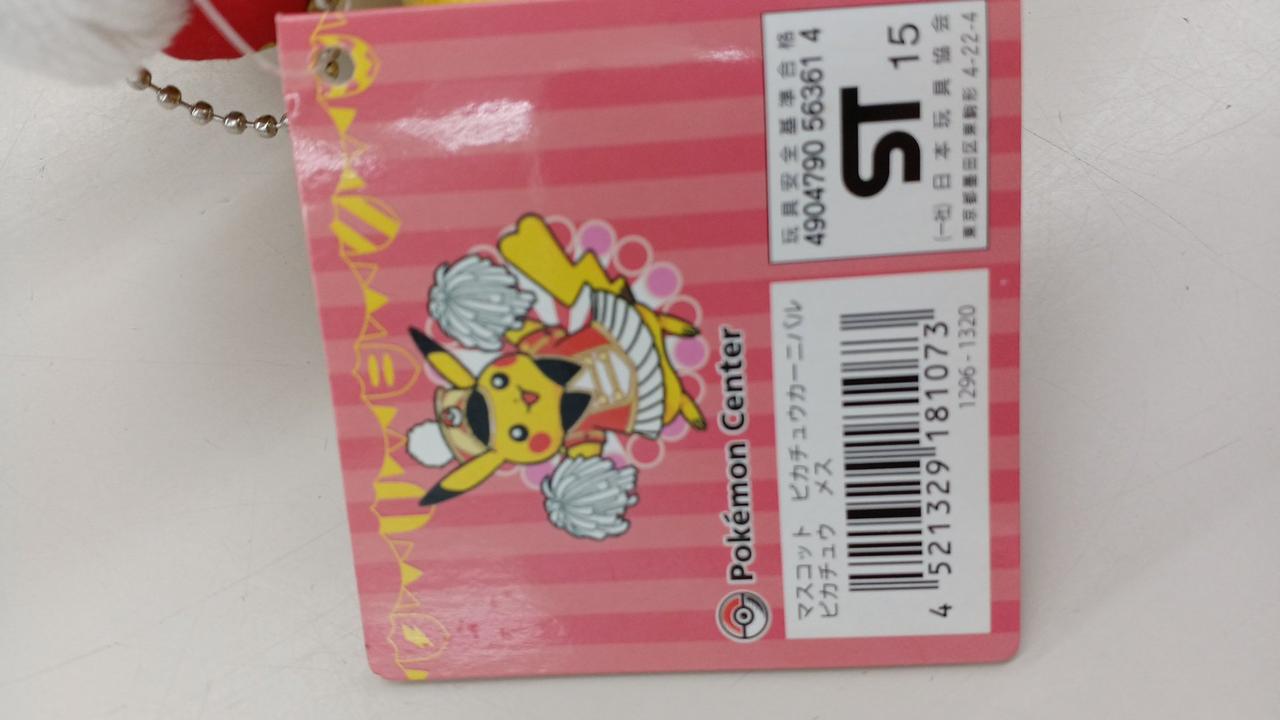 Pokémon Center
マスコット ピカチュウカーニバル
ピカチュウ メス
4 521329 181073
1296-1320
玩具安全基準合格
4904790 56361 4
ST 15
(一社)日本玩具協会
東京都墨田区東駒形 4-22-4